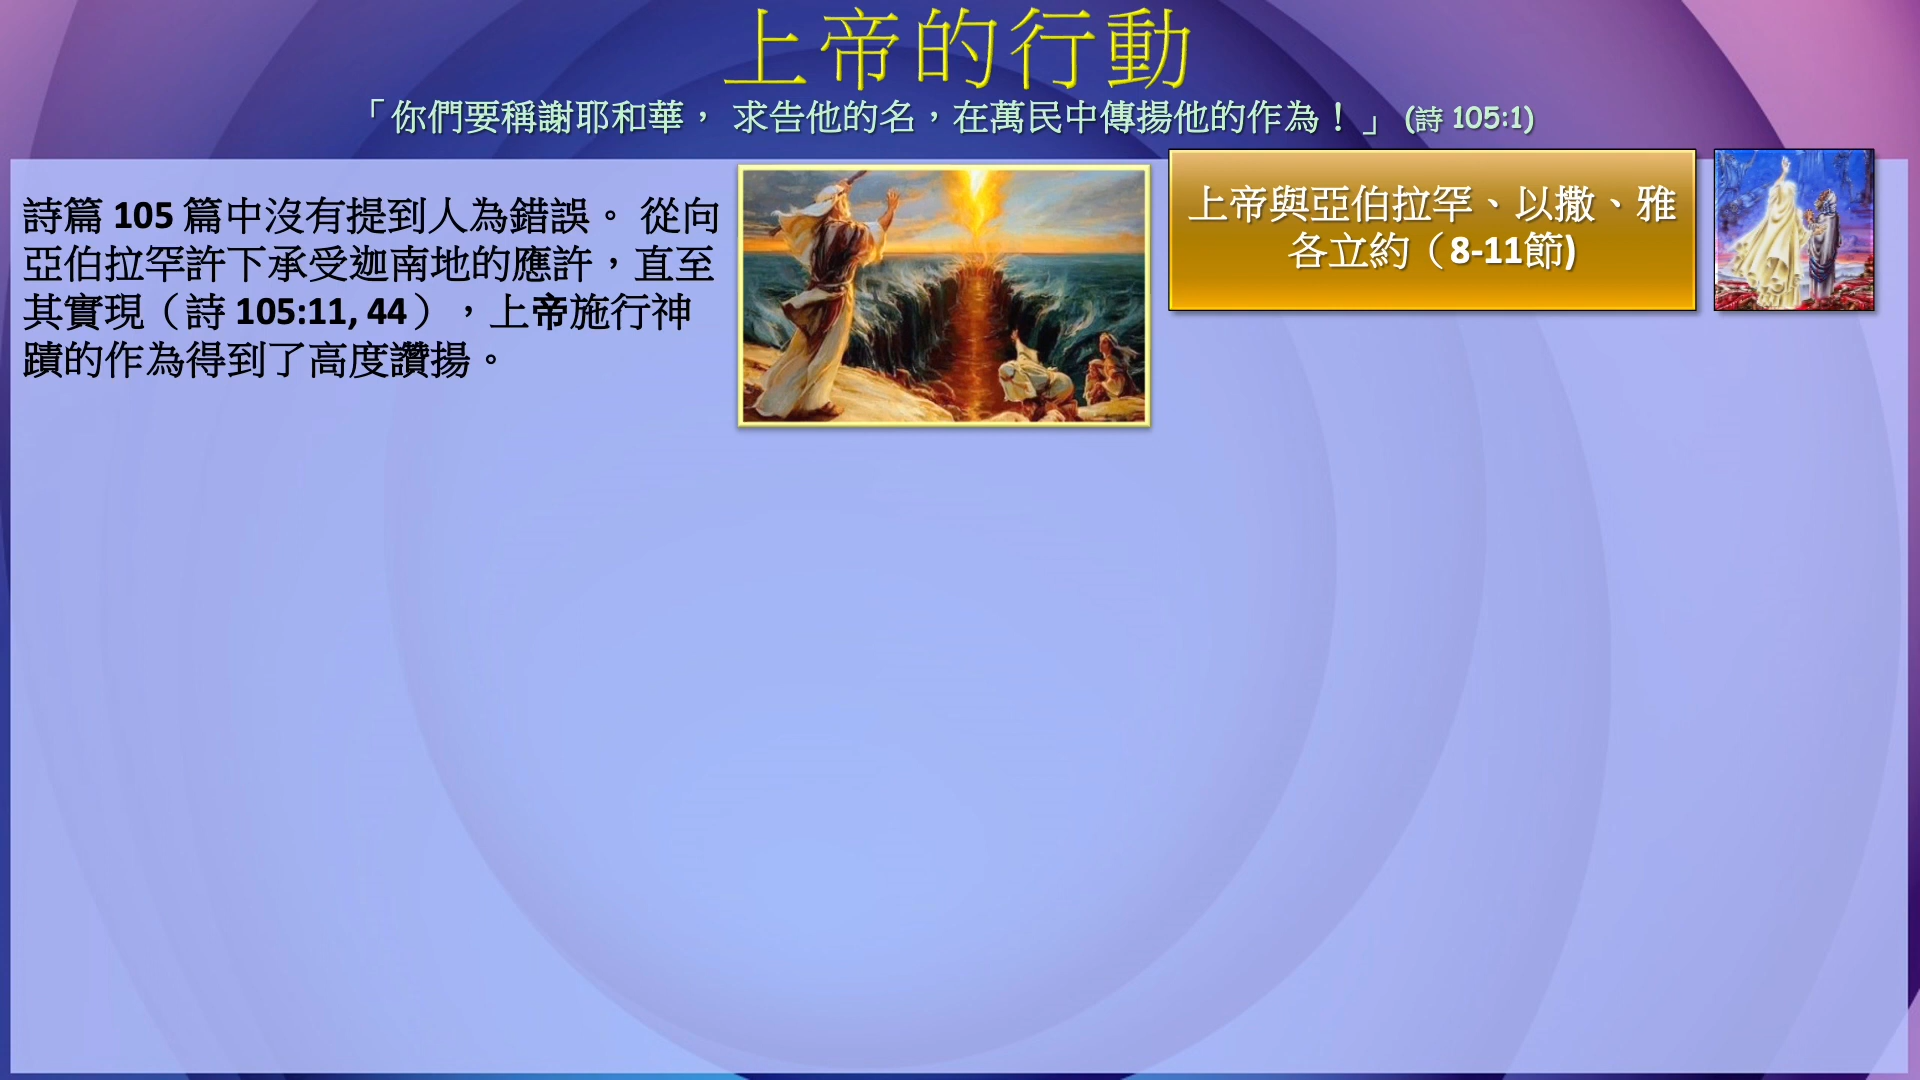 上帝的行動
「你們要稱謝耶和華， 求告他的名，在萬民中傳揚他的作為！」 (詩 105:1)
詩篇 105 篇中沒有提到人為錯誤。 從向
亞伯拉罕許下承受迦南地的應許，直至
其實現（詩 105:11, 44），上帝施行神
蹟的作為得到了高度讚揚。
上帝與亞伯拉罕、以撒、雅
各立約（8-11節)